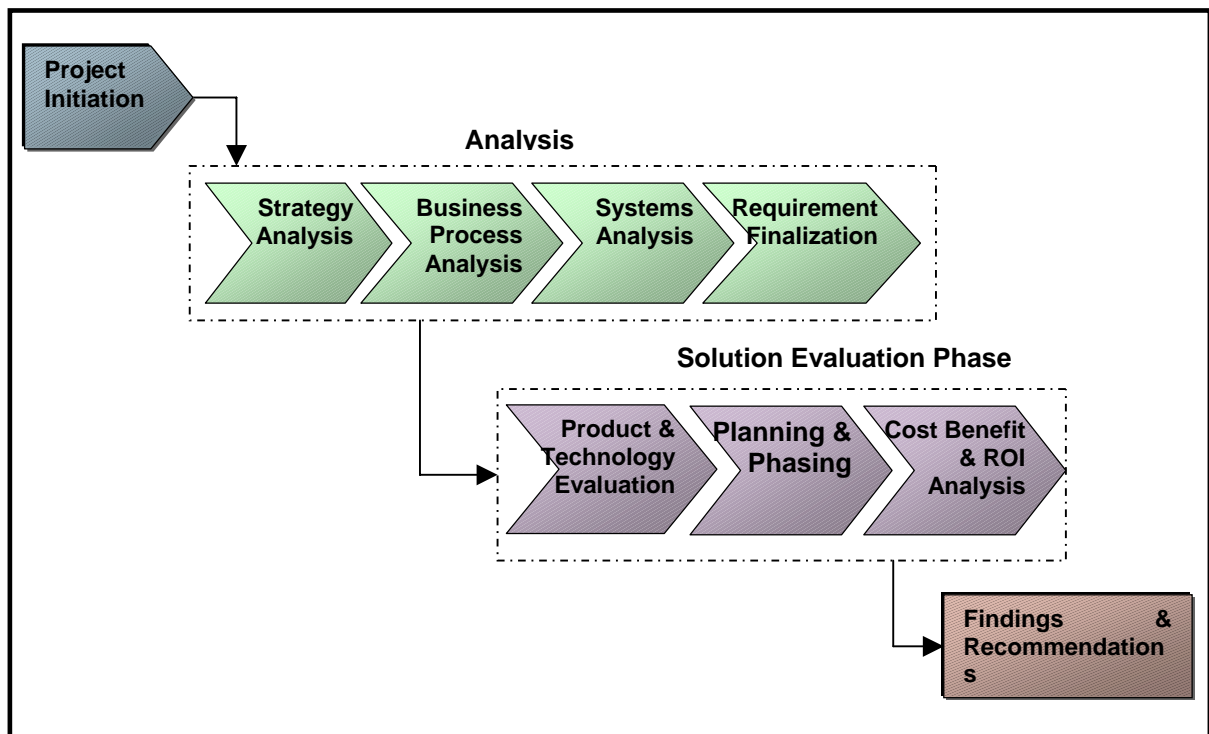 Project
Initiation
Analysis
Strategy
Analysis
Business
Process
Analysis
Systems
Analysis
Requirement
Finalization
Solution Evaluation Phase
Product &
Technology
Evaluation
Planning &
Phasing
Cost Benefit
& ROI
Analysis
Findings &
Recommendation
s